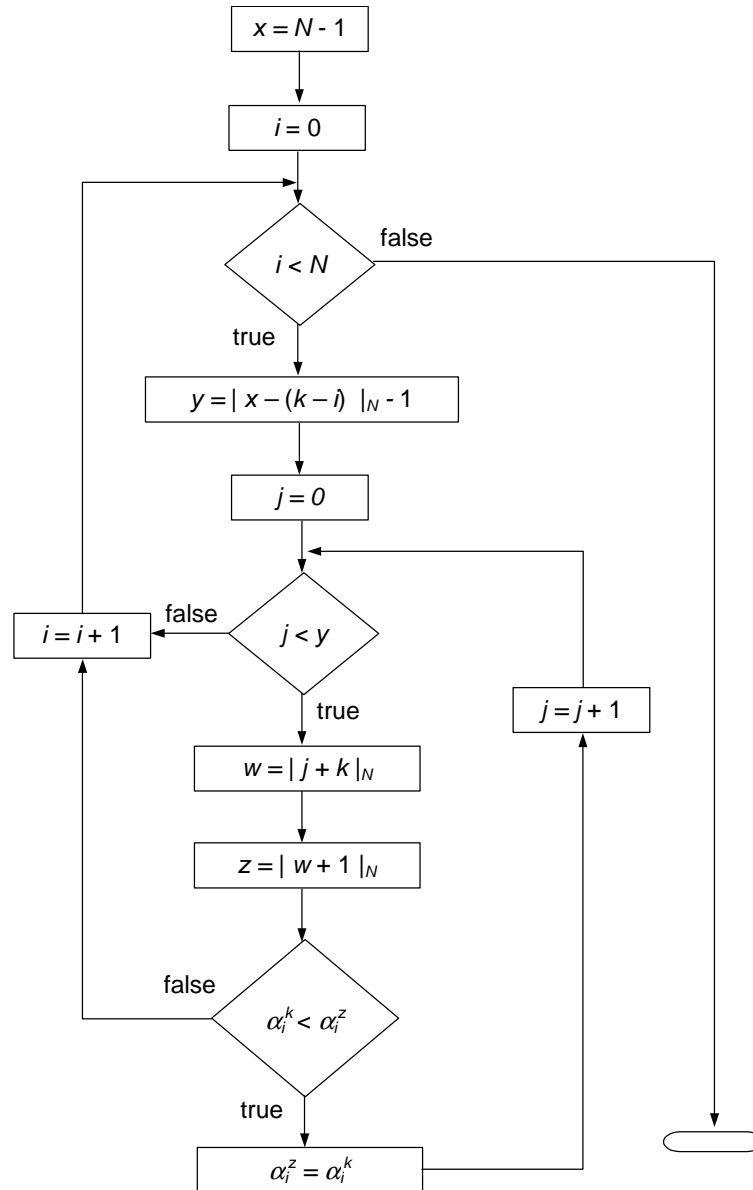 x = N - 1
i = 0
false
i < N
true
y = | x – (k – i) |N - 1
j = 0
false
i = i + 1
j < y
true
j = j + 1
w = | j + k |N
z = | w + 1 |N
false
αik < αiz
true
αiz = αik